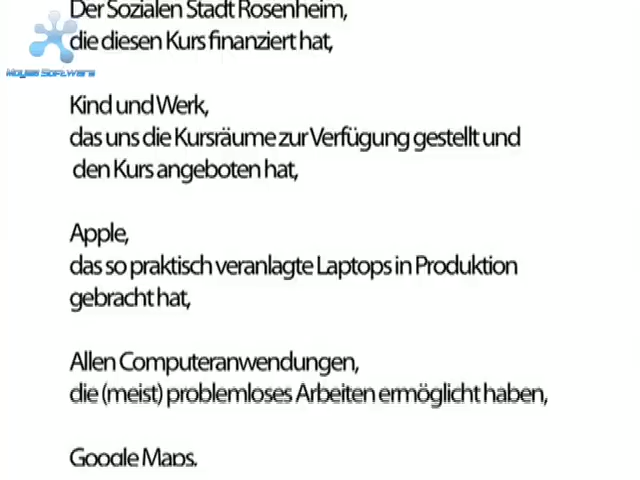 Der Sozialen Stadt Rosenheim,
die diesen Kurs finanziert hat,
Moyea Software
Kind und Werk,
das uns die Kursräume zur Verfügung gestellt und
den Kurs angeboten hat,
Apple,
das so praktisch veranlagte Laptops in Produktion
gebracht hat,
Allen Computeranwendungen,
die (meist) problemloses Arbeiten ermöglicht haben,
Google Maps.